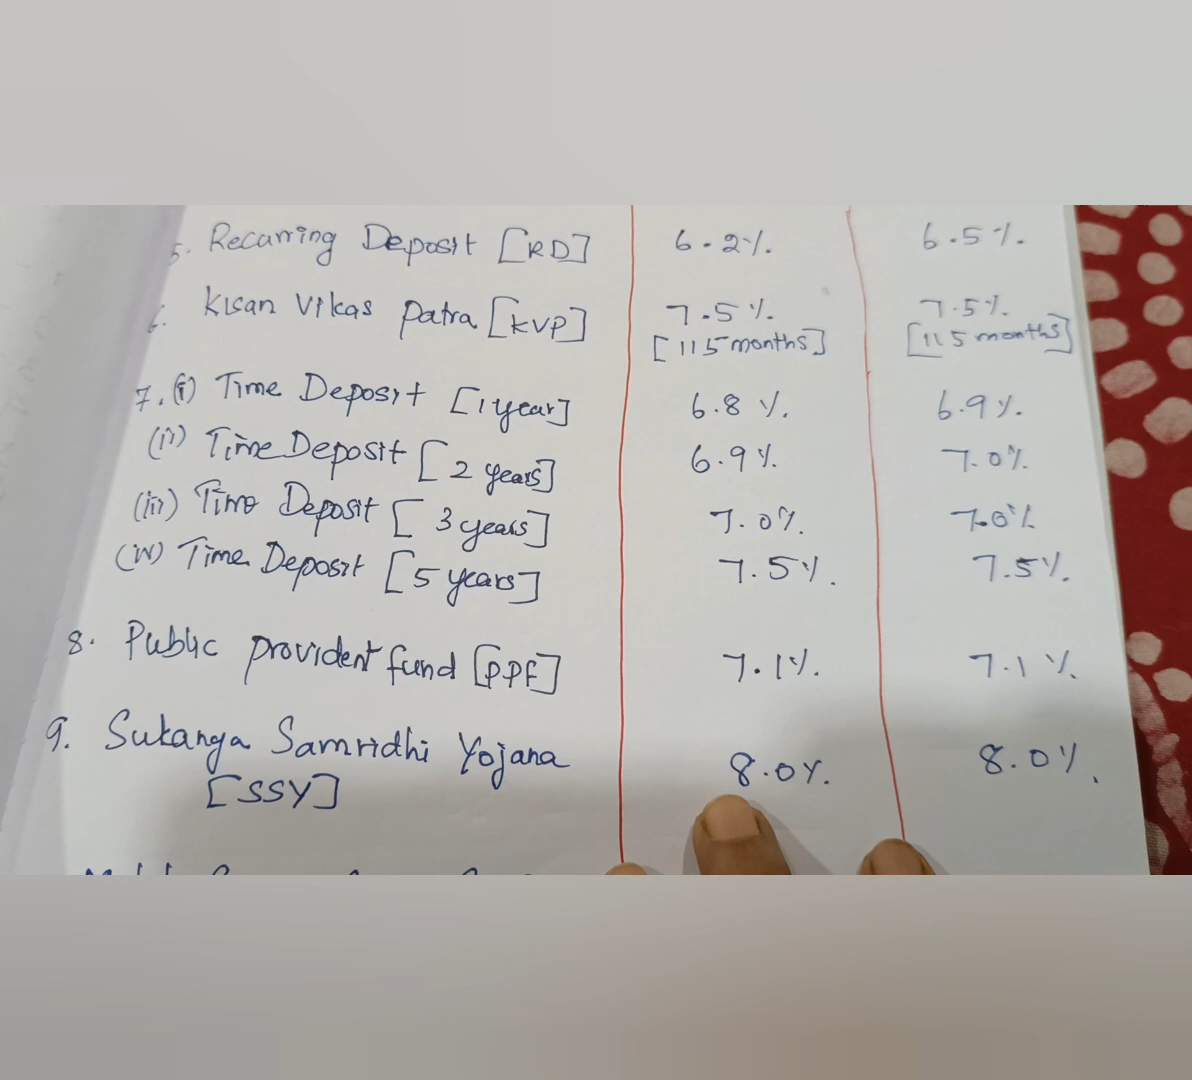 5. Recurring Deposit [RD] 6.2% 6.5%
6. Kisan Vikas Patra [KVP] 7.5% 7.5%
[115 months] [115 months]
7. (i) Time Deposit [1 year] 6.8% 6.9%
(ii) Time Deposit [2 years] 6.9% 7.0%
(iii) Time Deposit [3 years] 7.0% 7.0%
(iv) Time Deposit [5 years] 7.5% 7.5%
8. Public provident fund [PPF] 7.1% 7.1%
9. Sukanya Samridhi Yojana 8.0% 8.0%
[SSY]